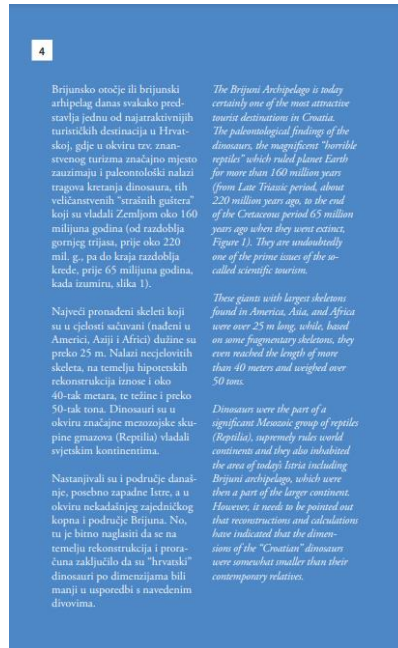 4
Brijunsko otočje ili brijunski
arhipelag danas svakako pred-
stavlja jednu od najatraktivnijih
turističkih destinacija u Hrvat-
skoj, gdje u okviru tzv. znan-
stvenog turizma značajno mjesto
zauzimaju i paleontološki nalazi
tragova kretanja dinosaura, tih
veličanstvenih “strašnih guštera”
koji su vladali Zemljom oko 160
milijuna godina (od razdoblja
gornjeg trijasa, prije oko 220
mil. g., pa do kraja razdoblja
krede, prije 65 milijuna godina,
kada izumiru, slika 1).
Najveći pronađeni skeleti koji
su u cjelosti sačuvani (nađeni u
Americi, Aziji i Africi) dužine su
preko 25 m. Nalazi necjelovitih
skeleta, na temelju hipotetskih
rekonstrukcija iznose i oko
40-tak metara, te težine i preko
50-tak tona. Dinosauri su u
okviru značajne mezozojske sku-
pine gmazova (Reptilia) vladali
svjetskim kontinentima.
Nastanjivali su i područje današ-
nje, posebno zapadne Istre, a u
okviru nekadašnjeg zajedničkog
kopna i područje Brijuna. No,
tu je bitno naglasiti da se na
temelju rekonstrukcija i prora-
čuna zaključilo da su “hrvatski”
dinosauri po dimenzijama bili
manji u usporedbi s navedenim
divovima.
The Brijuni Archipelago is today
certainly one of the most attractive
tourist destinations in Croatia.
The paleontological findings of the
dinosaurs, the magnificent “horrible
reptiles” which ruled planet Earth
for more than 160 million years
(from Late Triassic period, about
220 million years ago, to the end
of the Cretaceous period 65 million
years ago when they went extinct,
Figure 1). They are undoubtedly
one of the prime issues of the so-
called scientific tourism.
These giants with largest skeletons
found in America, Asia, and Africa
were over 25 m long, while, based
on some fragmentary skeletons, they
even reached the length of more
than 40 meters and weighed over
50 tons.
Dinosaurs were the part of a
significant Mesozoic group of reptiles
(Reptilia), supremely rules world
continents and they also inhabited
the area of today’s Istria including
Brijuni archipelago, which were
then a part of the larger continent.
However, it needs to be pointed out
that reconstructions and calculations
have indicated that the dimen-
sions of the “Croatian” dinosaurs
were somewhat smaller than their
contemporary relatives.